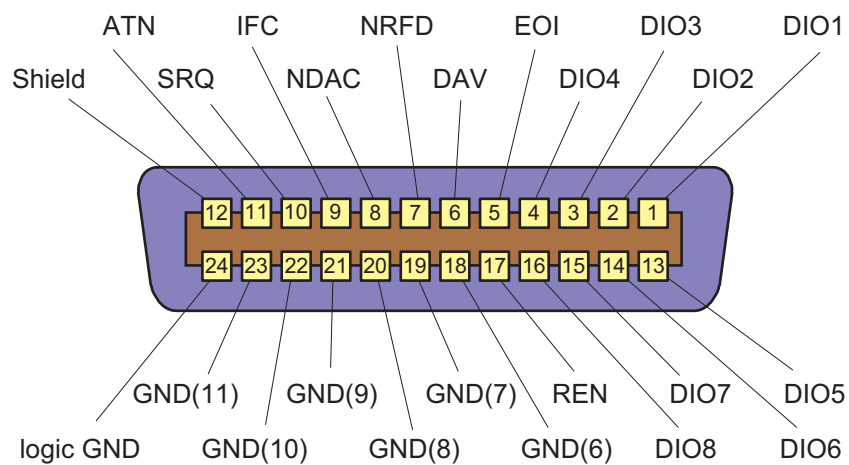 ATN IFC NRFD EOI DIO3 DIO1
Shield SRQ NDAC DAV DIO4 DIO2
12 11 10 9 8 7 6 5 4 3 2 1
24 23 22 21 20 19 18 17 16 15 14 13
GND(11) GND(9) GND(7) REN DIO7 DIO5
logic GND GND(10) GND(8) GND(6) DIO8 DIO6